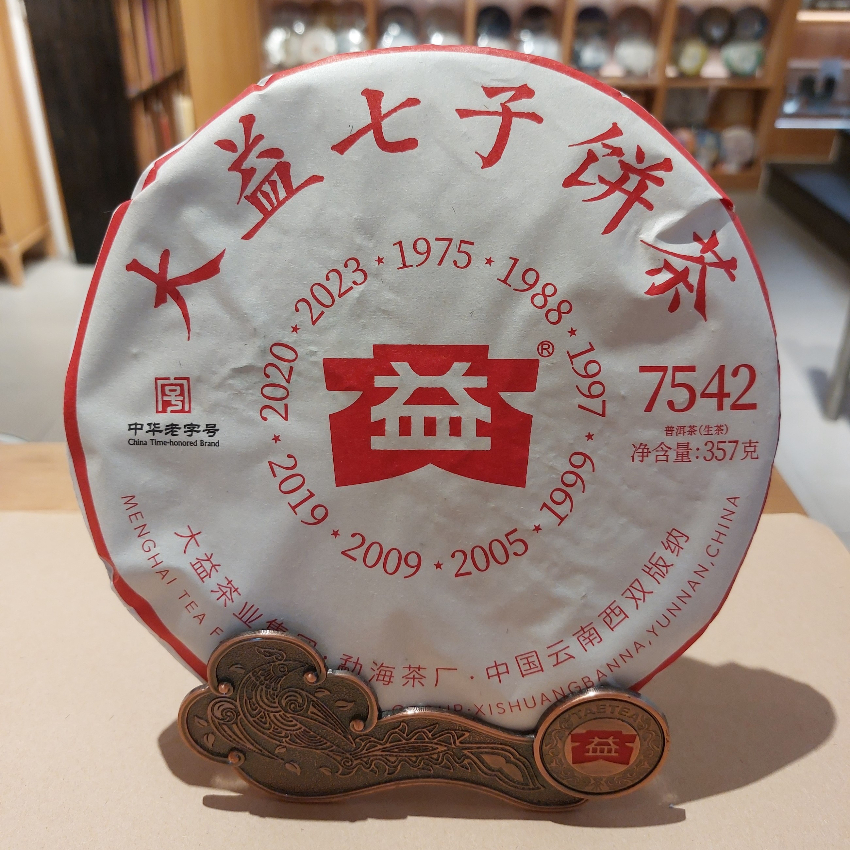 大益七子饼茶
1975 ★ 1988 ★ 1997 ★ 1999 ★ 2005 ★ 2009 ★ 2019 ★ 2020 ★ 2023 ★
益®
号
中华老字号
China Time-honored Brand
7542
普洱茶(生茶)
净含量:357克
大益茶业集团·勐海茶厂·中国云南西双版纳
MENGHAI TEA XISHUANGBANNA,YUNNAN,CHINA
TAETEA
益